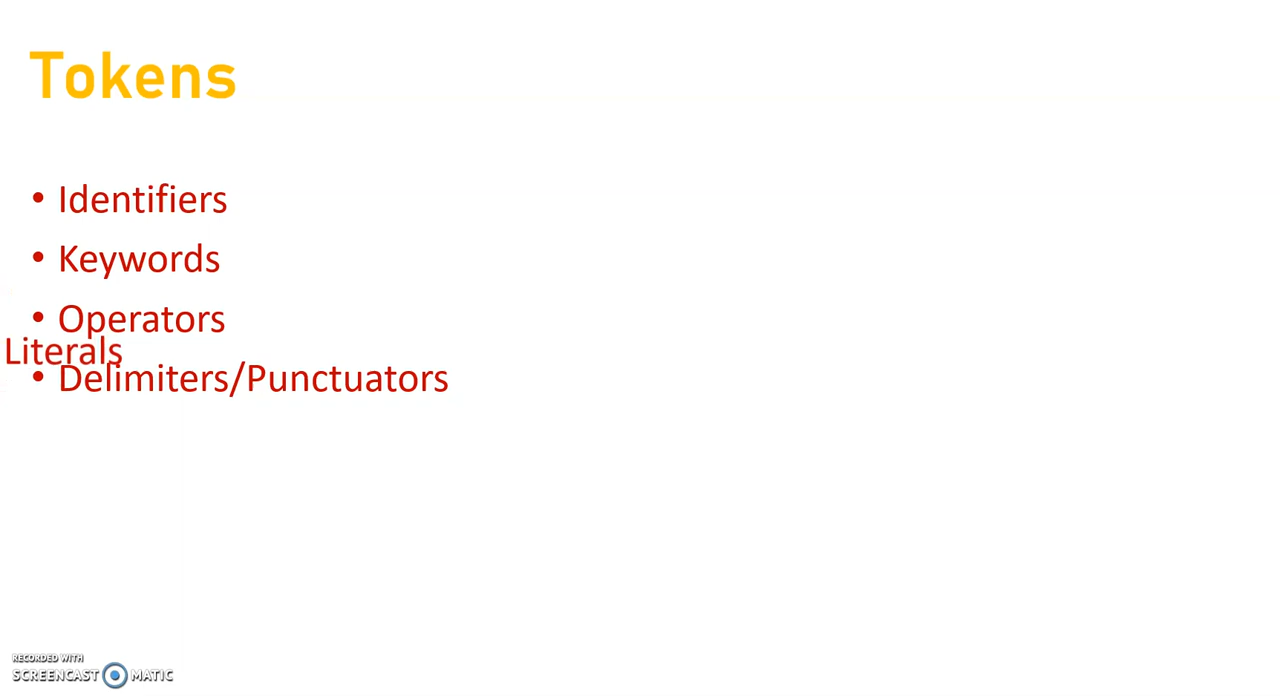 Tokens
• Identifiers
• Keywords
• Operators
Literals
• Delimiters/Punctuators
RECORDED WITH
SCREENCAST MATIC